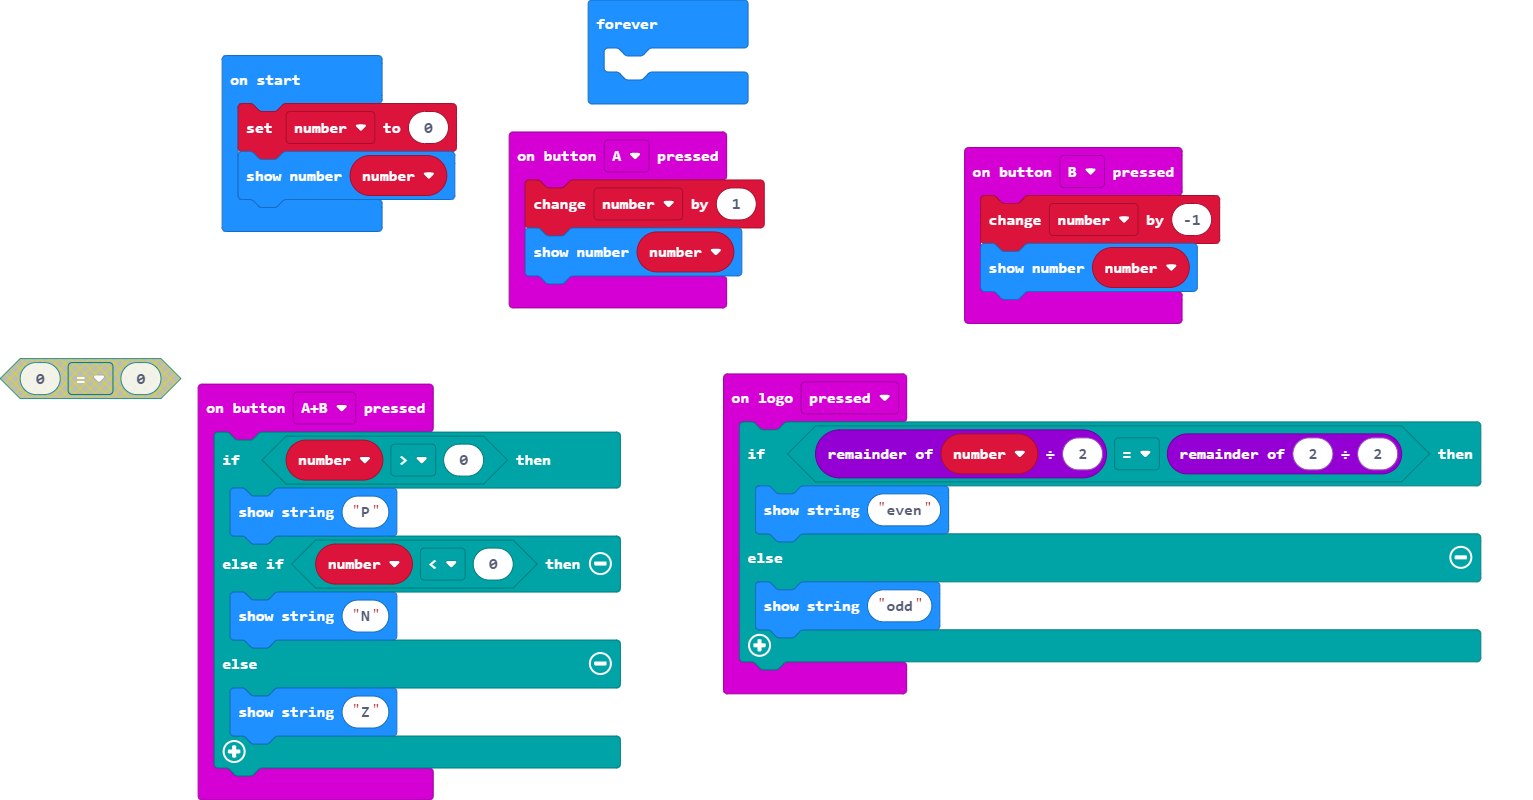 forever
on start
set number to 0
show number number
on button A pressed
change number by 1
show number number
on button B pressed
change number by -1
show number number
0 = 0
on button A+B pressed
if number > 0 then
show string "P"
else if number < 0 then
show string "N"
else
show string "Z"
on logo pressed
if remainder of number ÷ 2 = remainder of 2 ÷ 2 then
show string "even"
else
show string "odd"